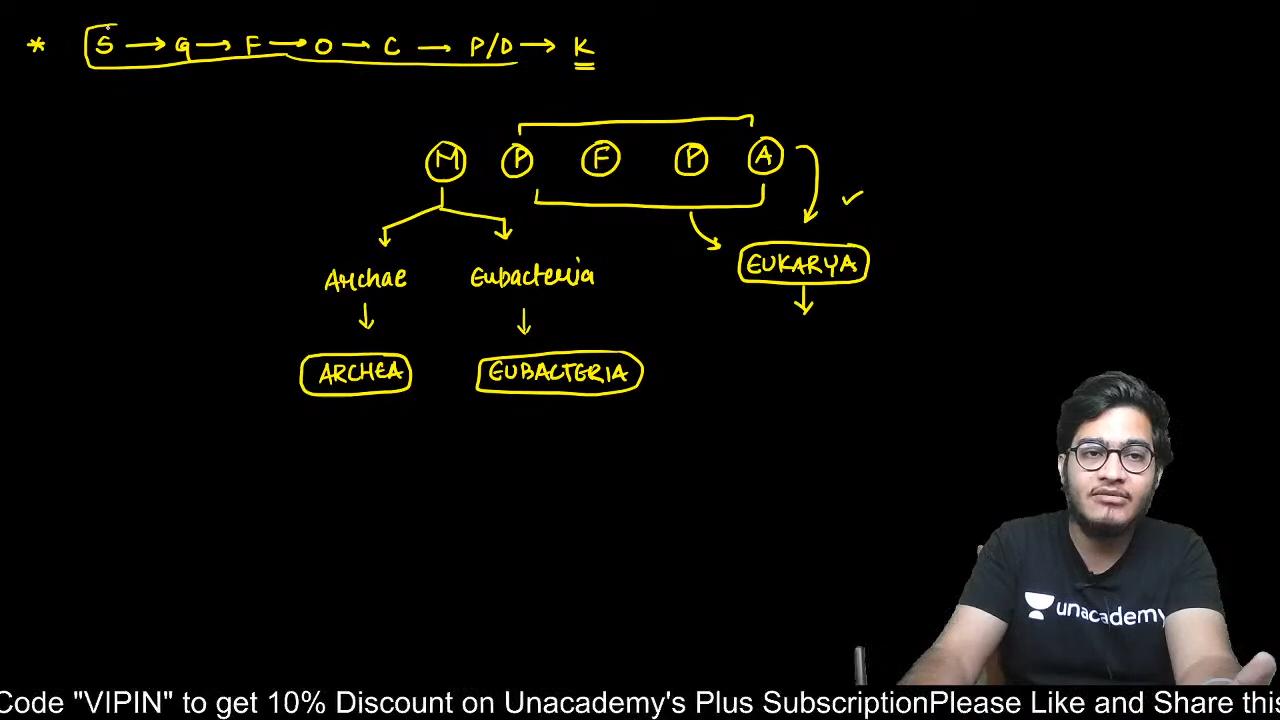 * S → G → F → O → C → P/D → K
M P F P A
EUKARYA
Archae Eubacteria
ARCHEA EUBACTERIA
unacademy
Code "VIPIN" to get 10% Discount on Unacademy's Plus SubscriptionPlease Like and Share this